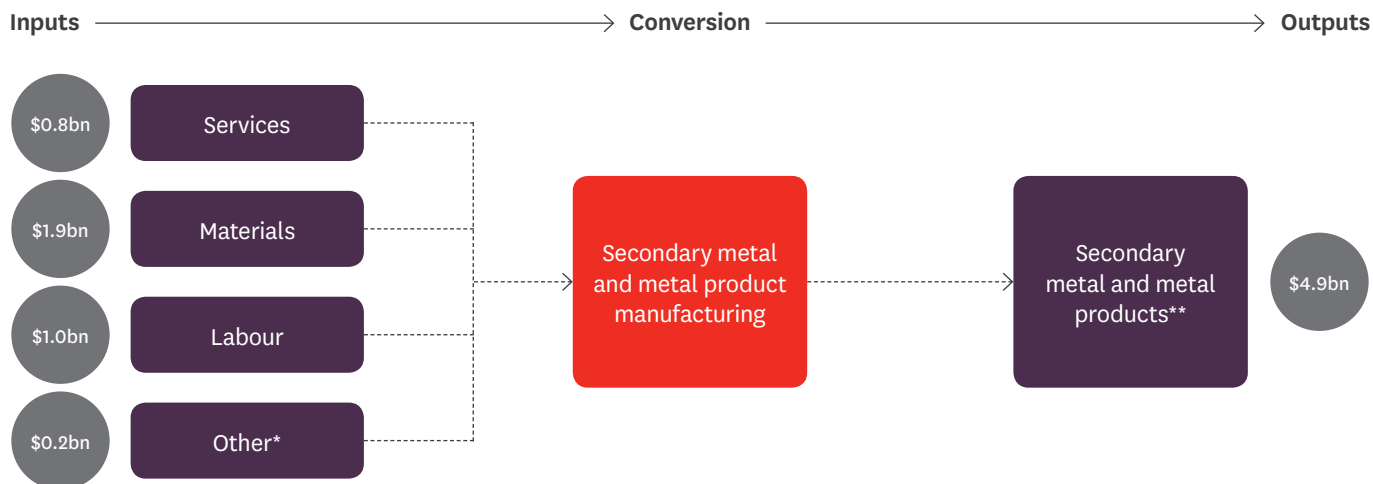 Inputs
Conversion
Outputs
$0.8bn
Services
$1.9bn
Materials
$1.0bn
Labour
$0.2bn
Other*
Secondary metal
and metal product
manufacturing
Secondary
metal and metal
products**
$4.9bn